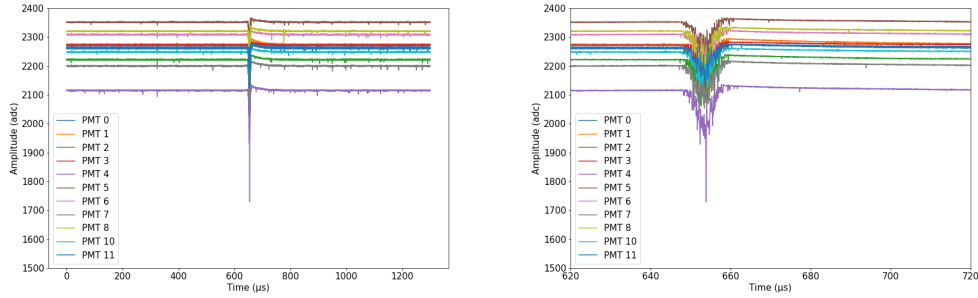 2400
2300
2200
2100
2000
1900
1800
1700
1600
1500
Amplitude (adc)
PMT 0
PMT 1
PMT 2
PMT 3
PMT 4
PMT 5
PMT 6
PMT 7
PMT 8
PMT 10
PMT 11
0 200 400 600 800 1000 1200
Time (μs)
2400
2300
2200
2100
2000
1900
1800
1700
1600
1500
Amplitude (adc)
PMT 0
PMT 1
PMT 2
PMT 3
PMT 4
PMT 5
PMT 6
PMT 7
PMT 8
PMT 10
PMT 11
620 640 660 680 700 720
Time (μs)